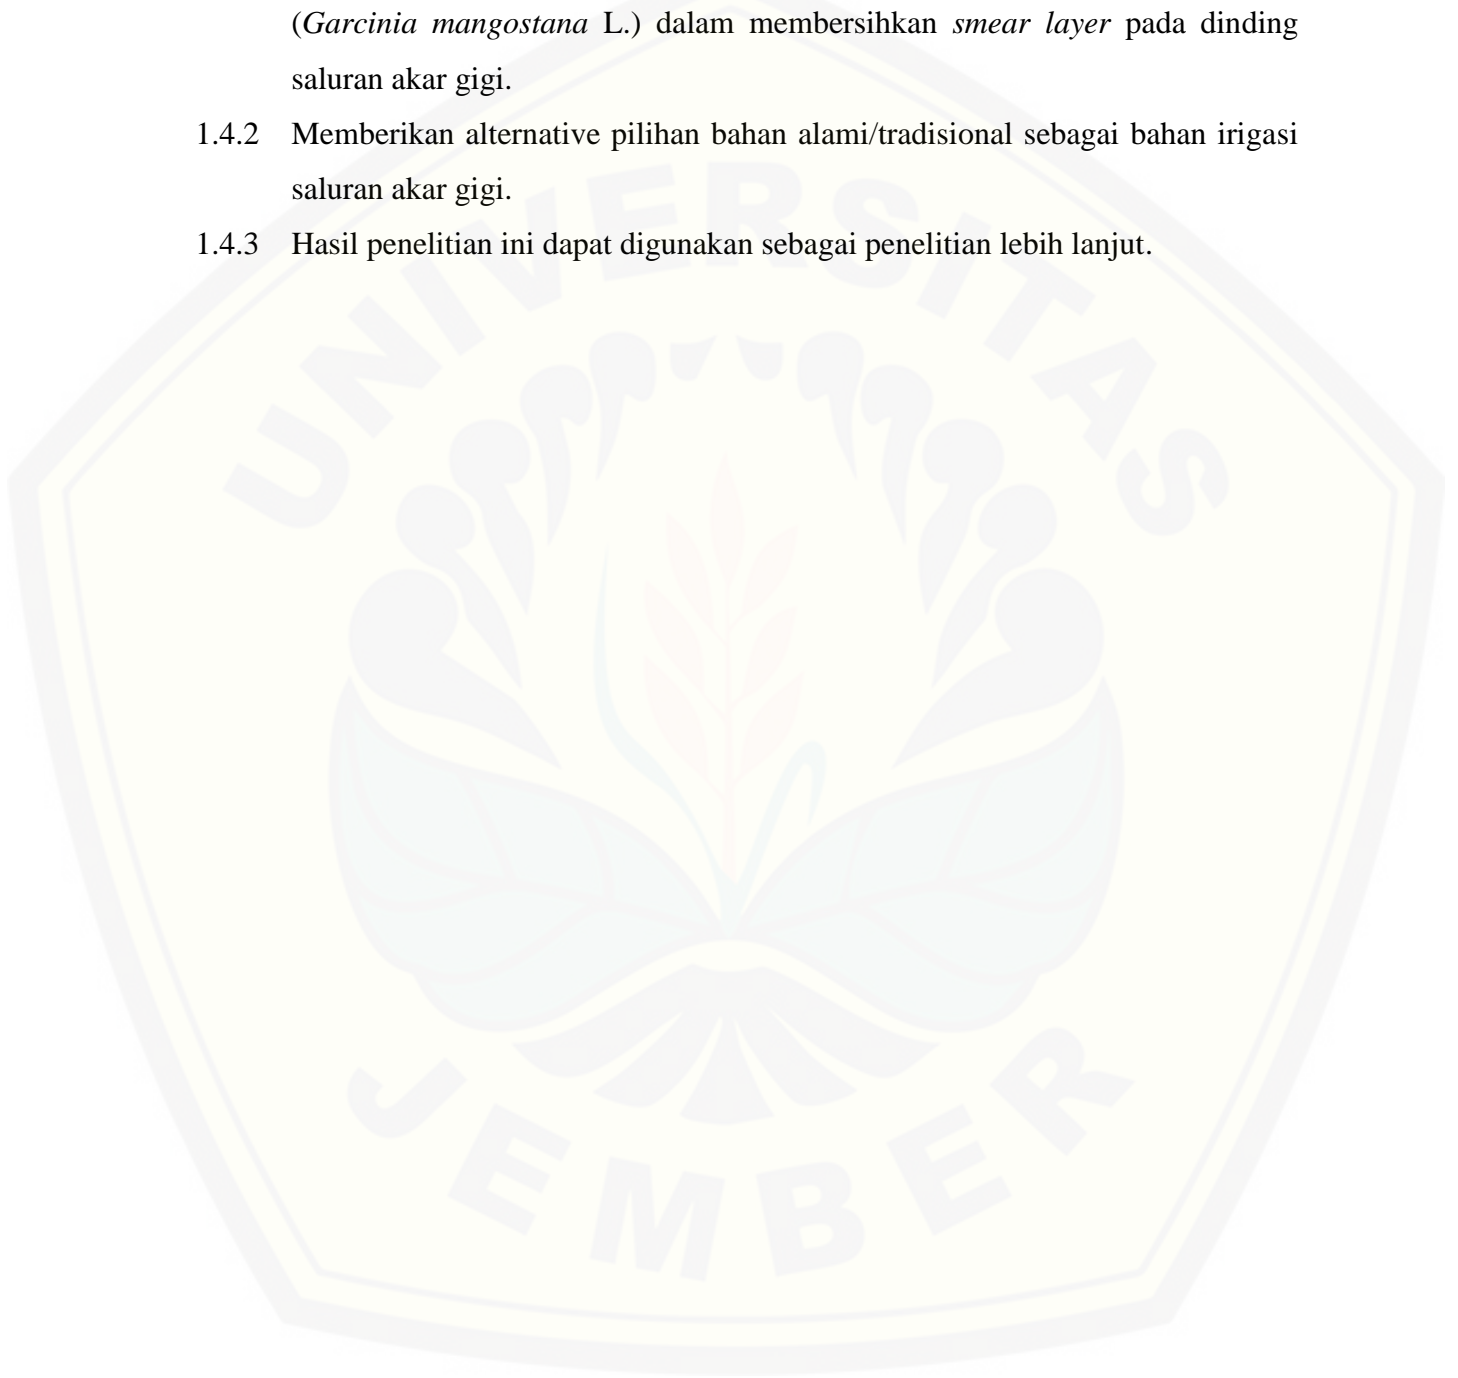 (Garcinia mangostana L.) dalam membersihkan smear layer pada dinding
saluran akar gigi.
1.4.2 Memberikan alternative pilihan bahan alami/tradisional sebagai bahan irigasi
saluran akar gigi.
1.4.3 Hasil penelitian ini dapat digunakan sebagai penelitian lebih lanjut.
UNIVERSITAS
JEMBER